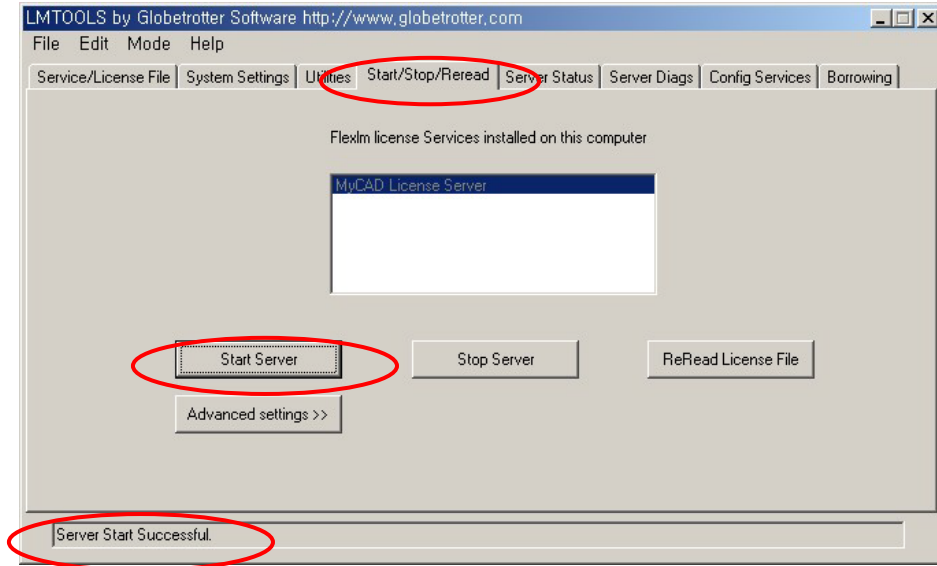 LMTOOLS by Globetrotter Software http://www,globetrotter,com
File Edit Mode Help
Service/License File System Settings Utilities Start/Stop/Reread Server Status Server Diags Config Services Borrowing
Flexlm license Services installed on this computer
MyCAD License Server
Start Server Stop Server ReRead License File
Advanced settings >>
Server Start Successful.